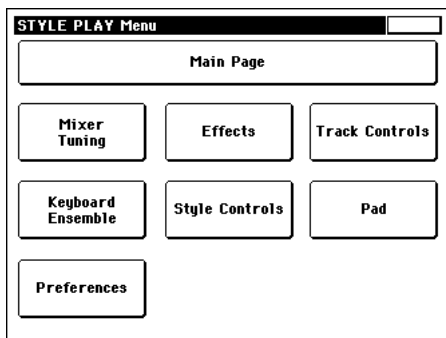 STYLE PLAY Menu
Main Page
Mixer
Tuning
Effects
Track Controls
Keyboard
Ensemble
Style Controls
Pad
Preferences